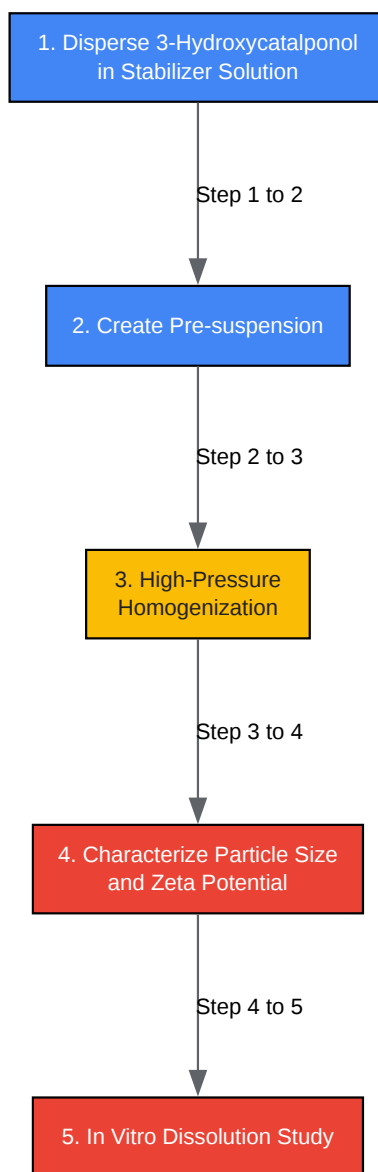 1. Disperse 3-Hydroxycatalponol
in Stabilizer Solution
Step 1 to 2
2. Create Pre-suspension
Step 2 to 3
3. High-Pressure
Homogenization
Step 3 to 4
4. Characterize Particle Size
and Zeta Potential
Step 4 to 5
5. In Vitro Dissolution Study